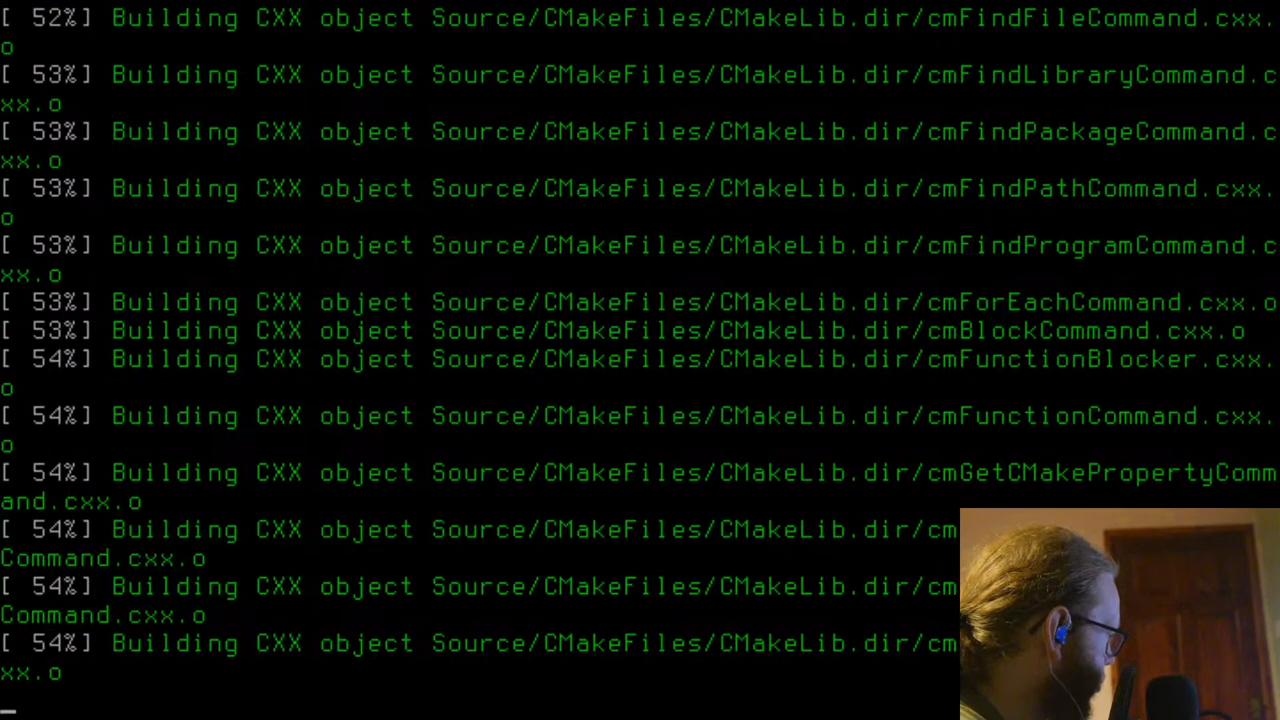 [ 52%] Building CXX object Source/CMakeFiles/CMakeLib.dir/cmFindFileCommand.cxx.
o
[ 53%] Building CXX object Source/CMakeFiles/CMakeLib.dir/cmFindLibraryCommand.c
xx.o
[ 53%] Building CXX object Source/CMakeFiles/CMakeLib.dir/cmFindPackageCommand.c
xx.o
[ 53%] Building CXX object Source/CMakeFiles/CMakeLib.dir/cmFindPathCommand.cxx.
o
[ 53%] Building CXX object Source/CMakeFiles/CMakeLib.dir/cmFindProgramCommand.c
xx.o
[ 53%] Building CXX object Source/CMakeFiles/CMakeLib.dir/cmForEachCommand.cxx.o
[ 53%] Building CXX object Source/CMakeFiles/CMakeLib.dir/cmBlockCommand.cxx.o
[ 54%] Building CXX object Source/CMakeFiles/CMakeLib.dir/cmFunctionBlocker.cxx.
o
[ 54%] Building CXX object Source/CMakeFiles/CMakeLib.dir/cmFunctionCommand.cxx.
o
[ 54%] Building CXX object Source/CMakeFiles/CMakeLib.dir/cmGetCMakePropertyComm
and.cxx.o
[ 54%] Building CXX object Source/CMakeFiles/CMakeLib.dir/cm
Command.cxx.o
[ 54%] Building CXX object Source/CMakeFiles/CMakeLib.dir/cm
Command.cxx.o
[ 54%] Building CXX object Source/CMakeFiles/CMakeLib.dir/cm
xx.o